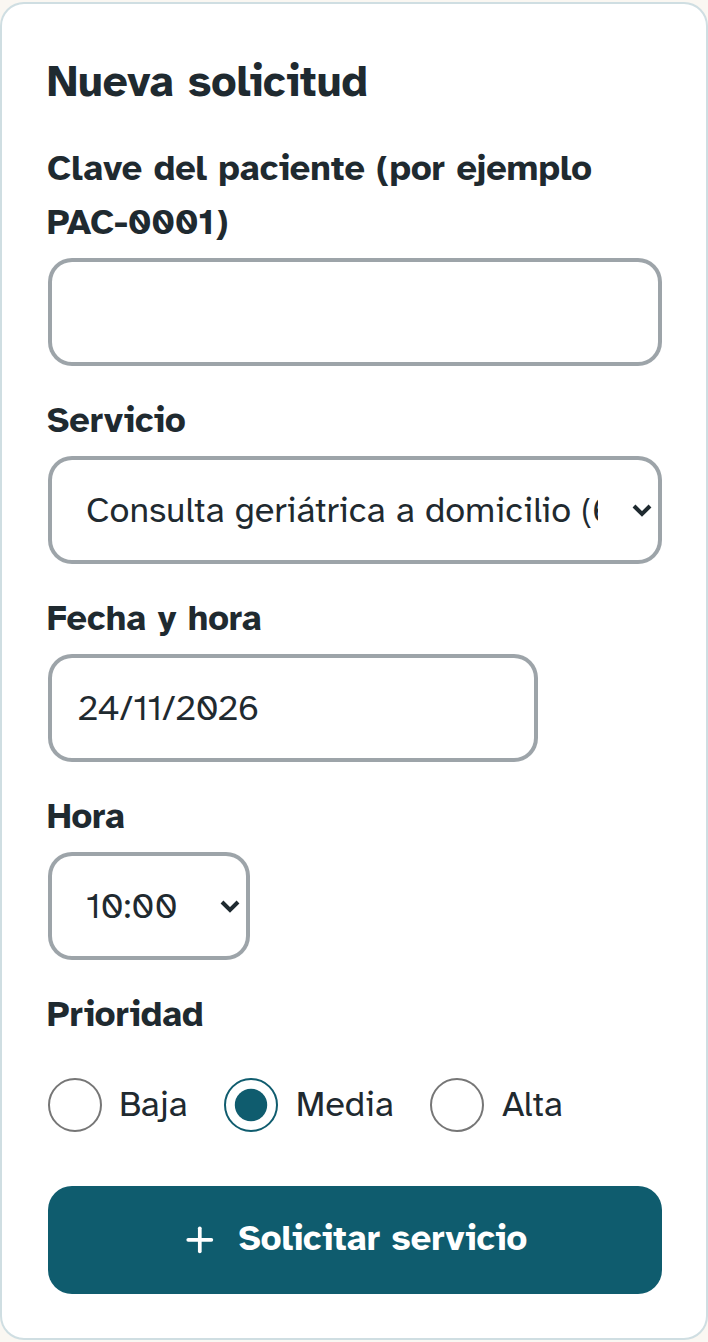 Nueva solicitud
Clave del paciente (por ejemplo
PAC-0001)
Servicio
Consulta geriátrica a domicilio (
Fecha y hora
24/11/2026
Hora
10:00
Prioridad
Baja
Media
Alta
+ Solicitar servicio